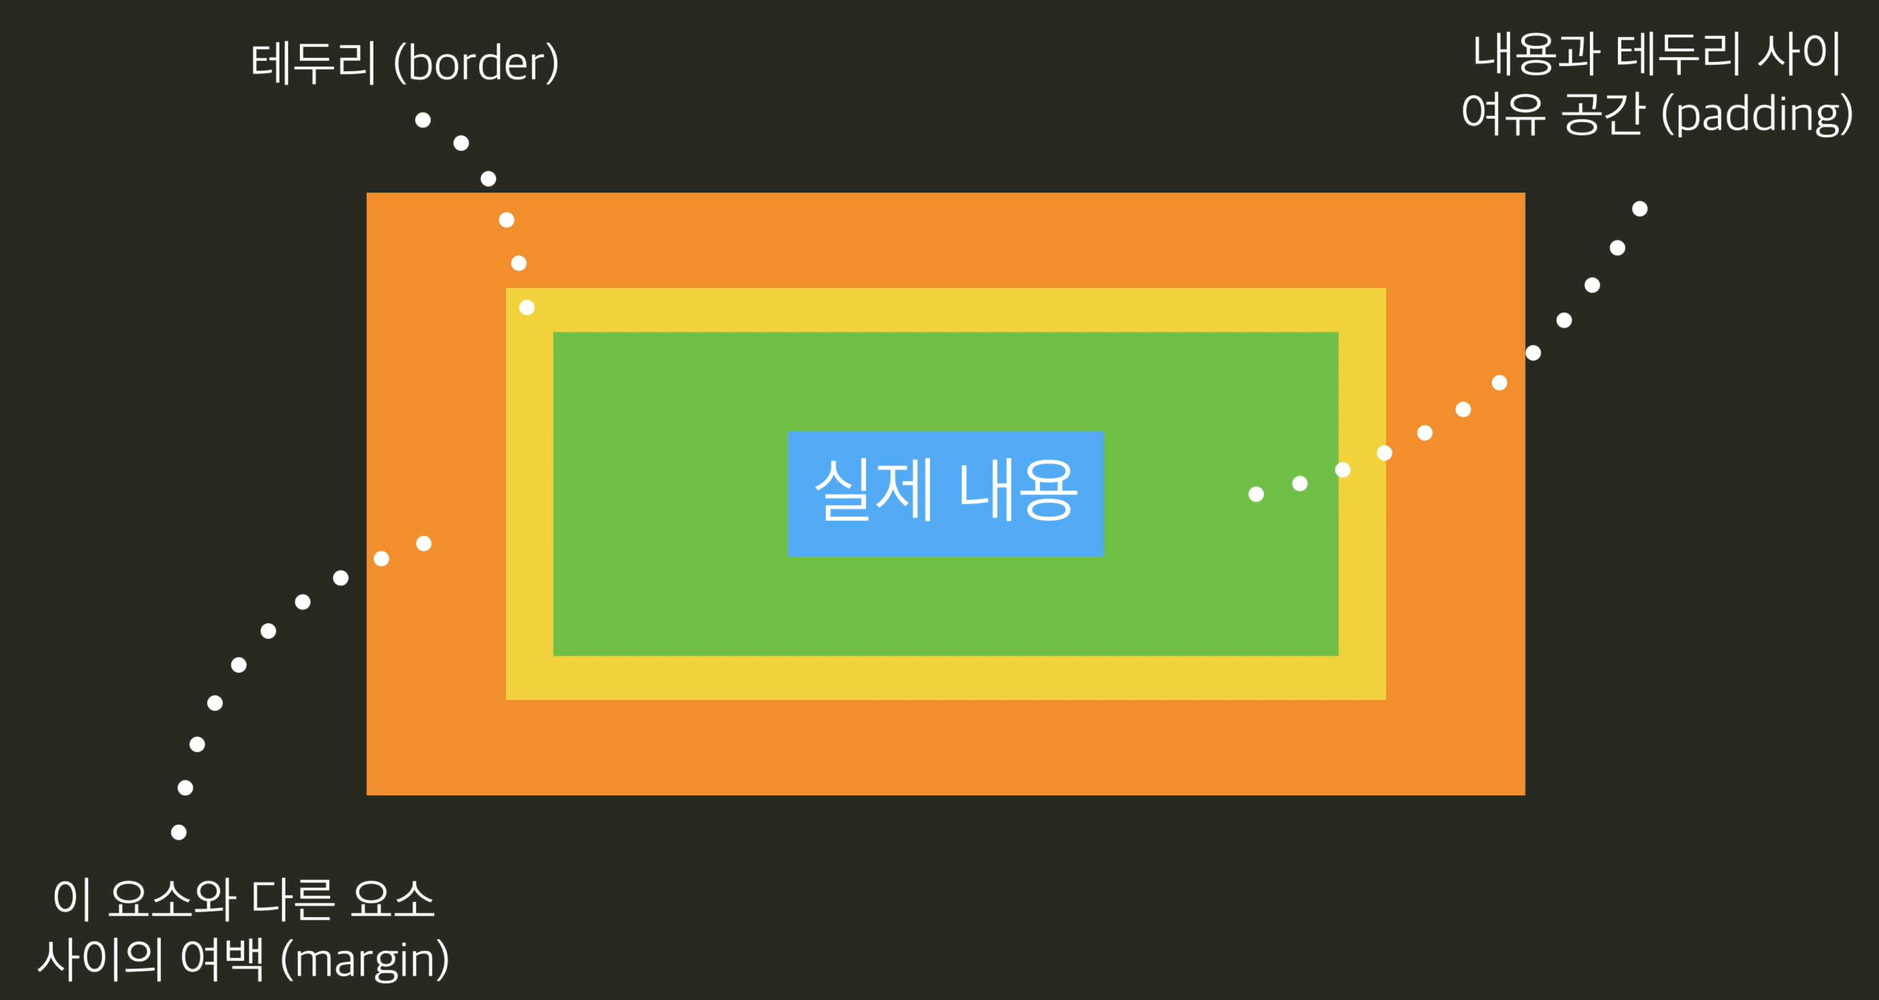 테두리 (border)
내용과 테두리 사이
여유 공간 (padding)
실제 내용
이 요소와 다른 요소
사이의 여백 (margin)